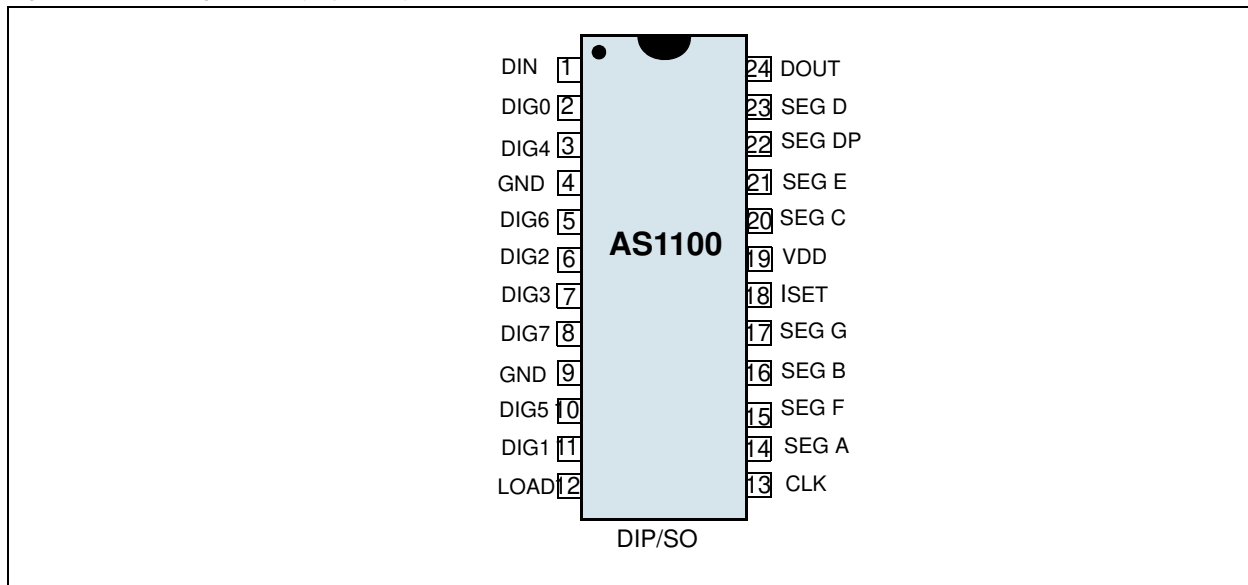 DIN 1 24 DOUT
DIG0 2 23 SEG D
DIG4 3 22 SEG DP
GND 4 21 SEG E
DIG6 5 20 SEG C
AS1100
DIG2 6 19 VDD
DIG3 7 18 ISET
DIG7 8 17 SEG G
GND 9 16 SEG B
DIG5 10 15 SEG F
DIG1 11 14 SEG A
LOAD 12 13 CLK
DIP/SO